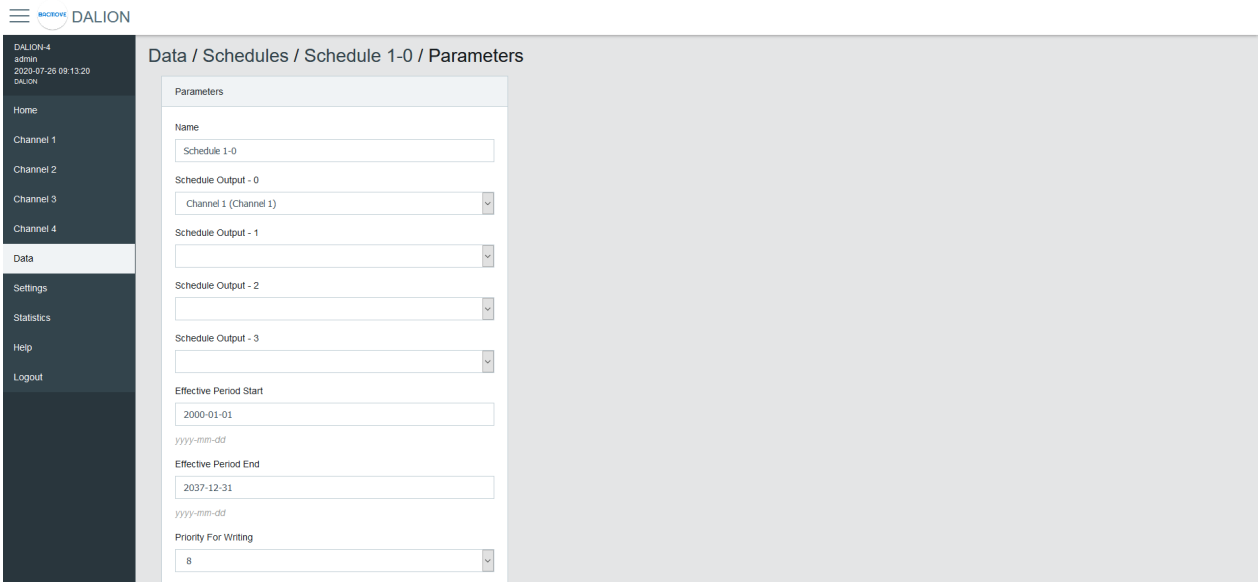 BACMOVE DALION
DALION-4
admin
2020-07-26 09:13:20
DALION
Home
Channel 1
Channel 2
Channel 3
Channel 4
Data
Settings
Statistics
Help
Logout
Data / Schedules / Schedule 1-0 / Parameters
Parameters
Name
Schedule 1-0
Schedule Output - 0
Channel 1 (Channel 1)
Schedule Output - 1
Schedule Output - 2
Schedule Output - 3
Effective Period Start
2000-01-01
yyyy-mm-dd
Effective Period End
2037-12-31
yyyy-mm-dd
Priority For Writing
8